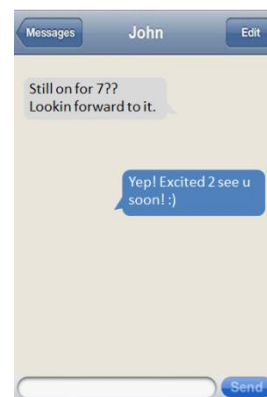 Messages
John
Edit
Still on for 7??
Lookin forward to it.
Yep! Excited 2 see u
soon! :)
Send